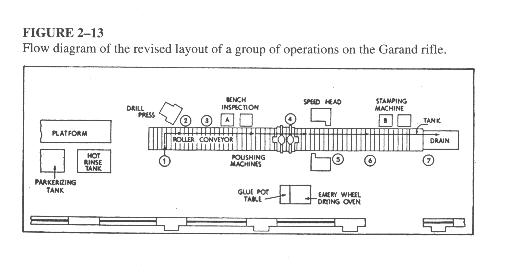 FIGURE 2–13
Flow diagram of the revised layout of a group of operations on the Garand rifle.
DRILL
PRESS
2
3
BENCH
INSPECTION
A
4
SPEED HEAD
STAMPING
MACHINE
B
TANK
PLATFORM
ROLLER CONVEYOR
DRAIN
HOT
RINSE
TANK
1
POLISHING
MACHINES
5
6
7
PARKERIZING
TANK
GLUE POT
TABLE
EMERY WHEEL
DRYING OVEN